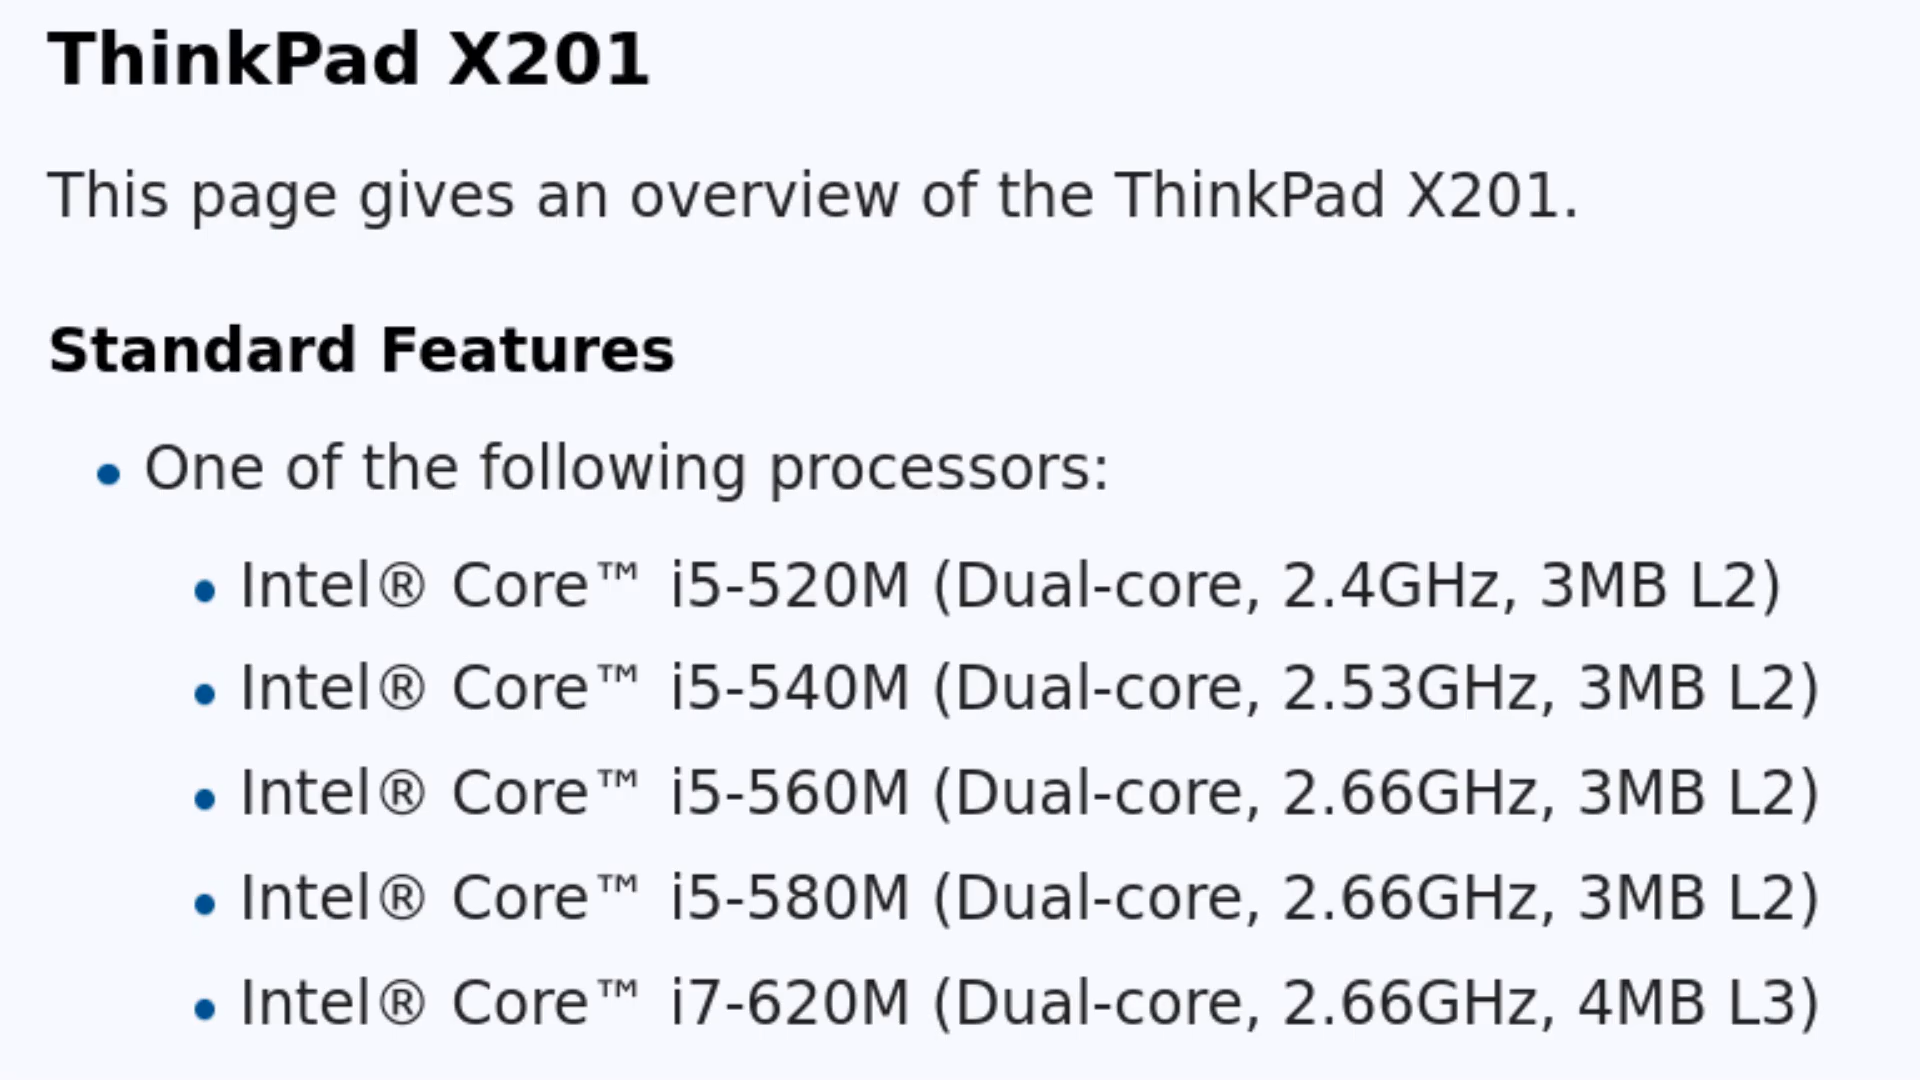 ThinkPad X201
This page gives an overview of the ThinkPad X201.
Standard Features
• One of the following processors:
• Intel® Core™ i5-520M (Dual-core, 2.4GHz, 3MB L2)
• Intel® Core™ i5-540M (Dual-core, 2.53GHz, 3MB L2)
• Intel® Core™ i5-560M (Dual-core, 2.66GHz, 3MB L2)
• Intel® Core™ i5-580M (Dual-core, 2.66GHz, 3MB L2)
• Intel® Core™ i7-620M (Dual-core, 2.66GHz, 4MB L3)